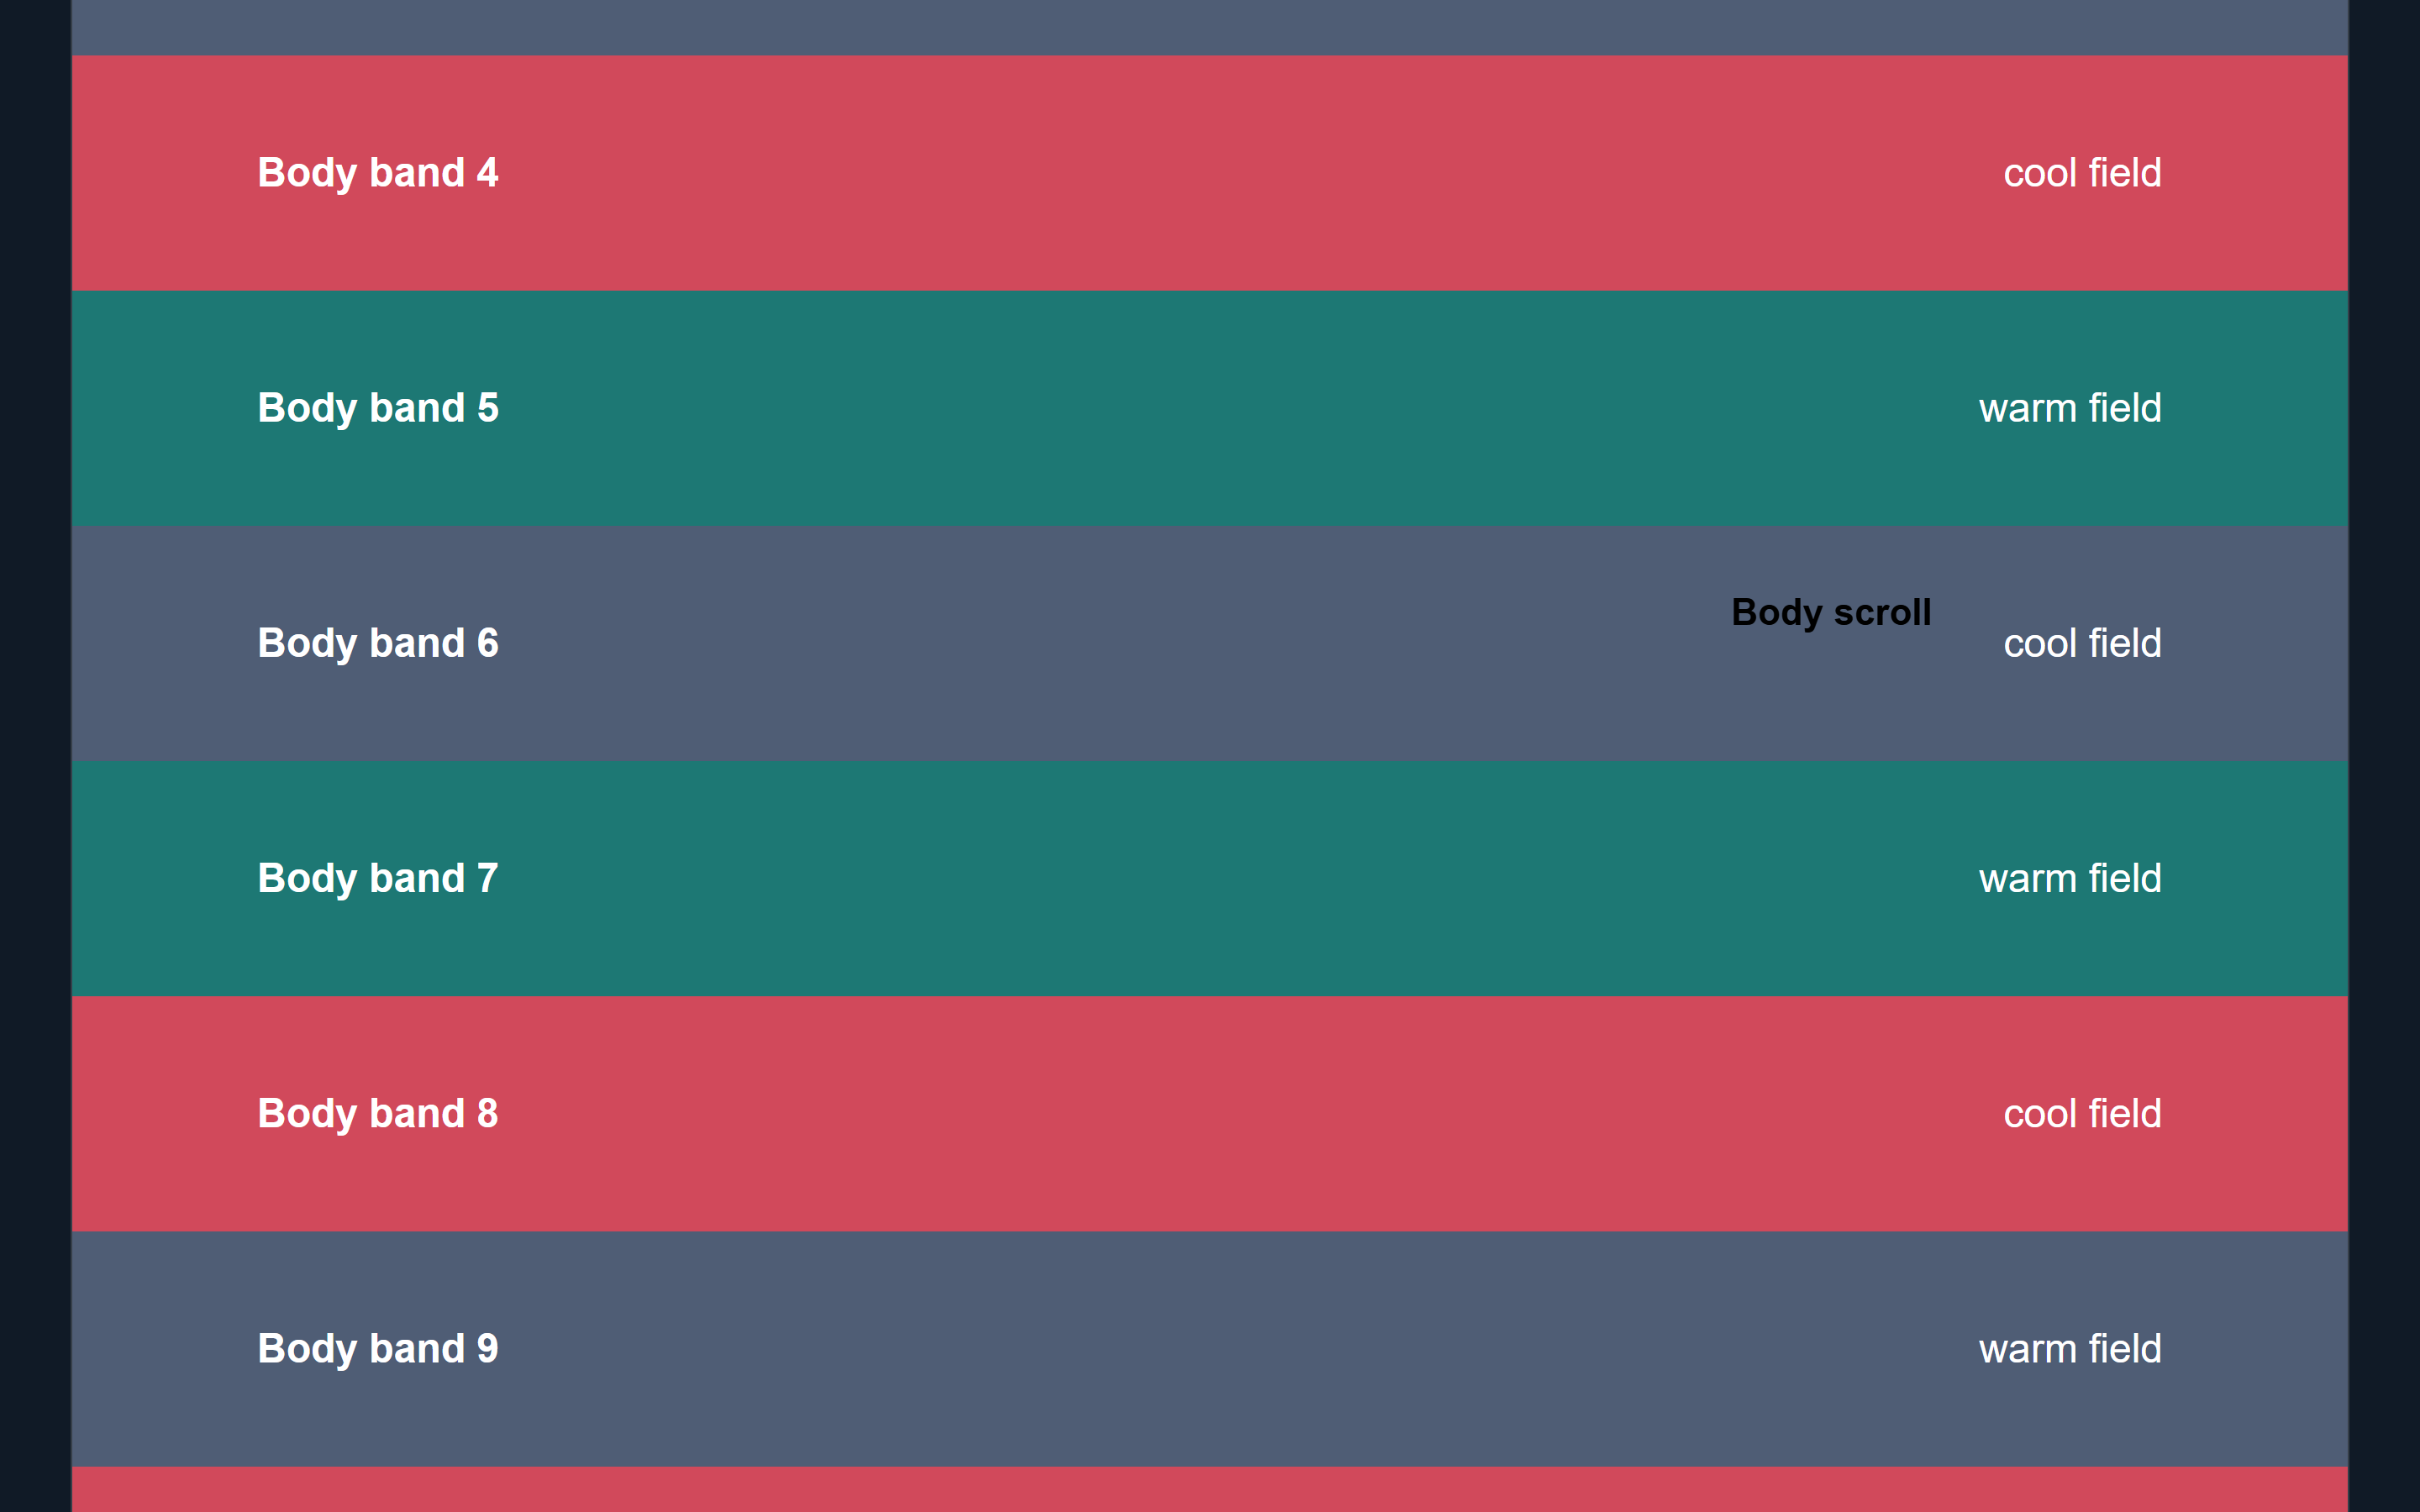 Body band 4 cool field
Body band 5 warm field
Body scroll
Body band 6 cool field
Body band 7 warm field
Body band 8 cool field
Body band 9 warm field